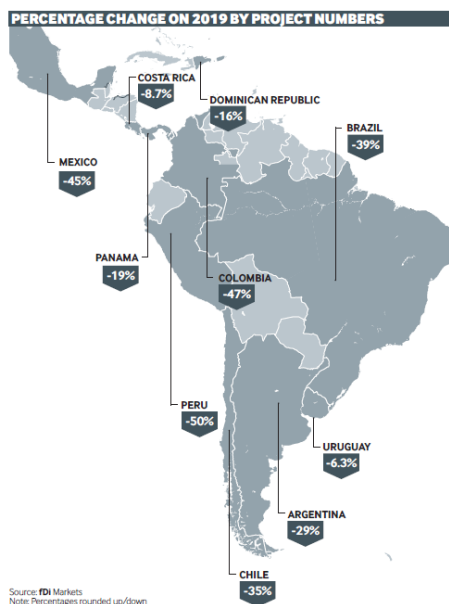 PERCENTAGE CHANGE ON 2019 BY PROJECT NUMBERS
COSTA RICA
-8.7%
DOMINICAN REPUBLIC
-16%
BRAZIL
-39%
MEXICO
-45%
PANAMA
-19%
COLOMBIA
-47%
PERU
-50%
URUGUAY
-6.3%
ARGENTINA
-29%
CHILE
-35%
Source: fDi Markets
Note: Percentages rounded up/down